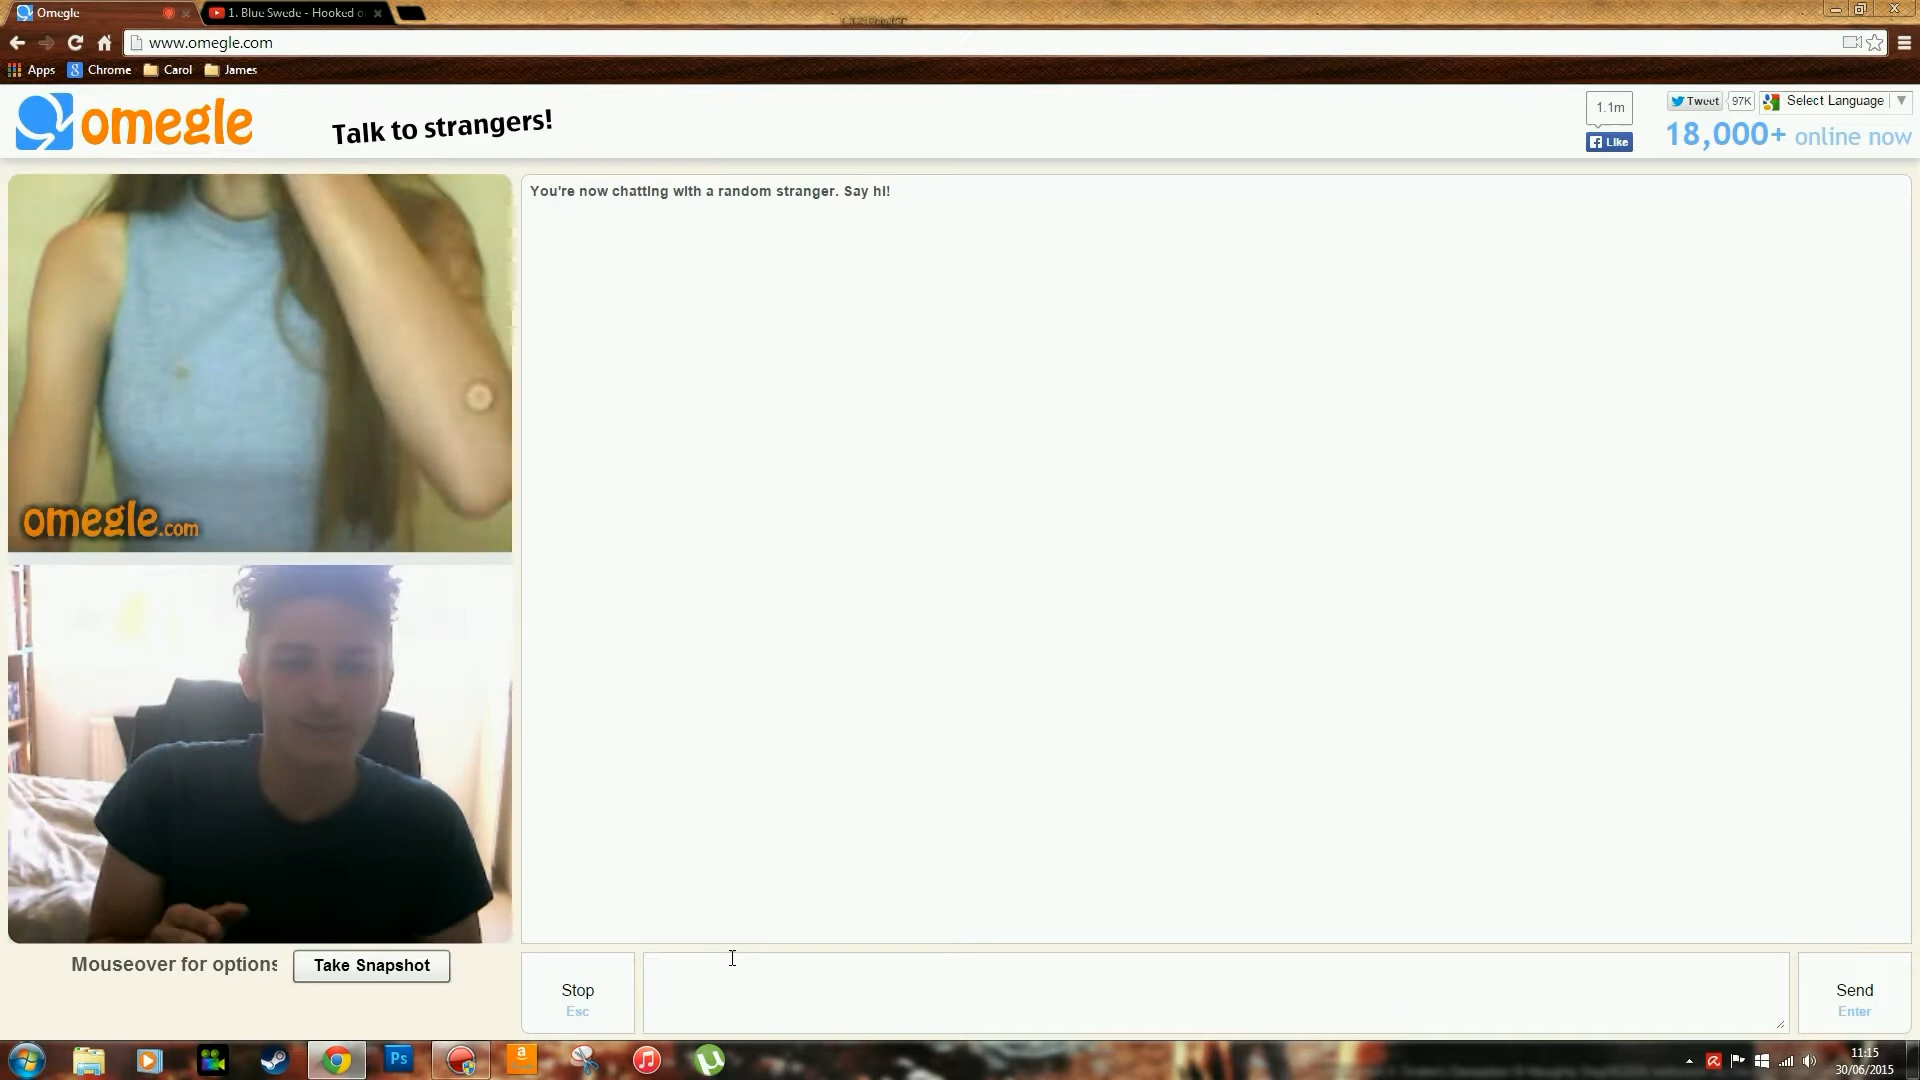 Omegle
1. Blue Swede - Hooked o
www.omegle.com
Apps
Chrome
Carol
James
omegle
Talk to strangers!
1.1m
Like
Tweet
97K
Select Language
18,000+ online now
You're now chatting with a random stranger. Say hi!
omegle.com
Mouseover for options
Take Snapshot
Stop
Esc
Send
Enter
Ps
a
11:15
30/06/2015